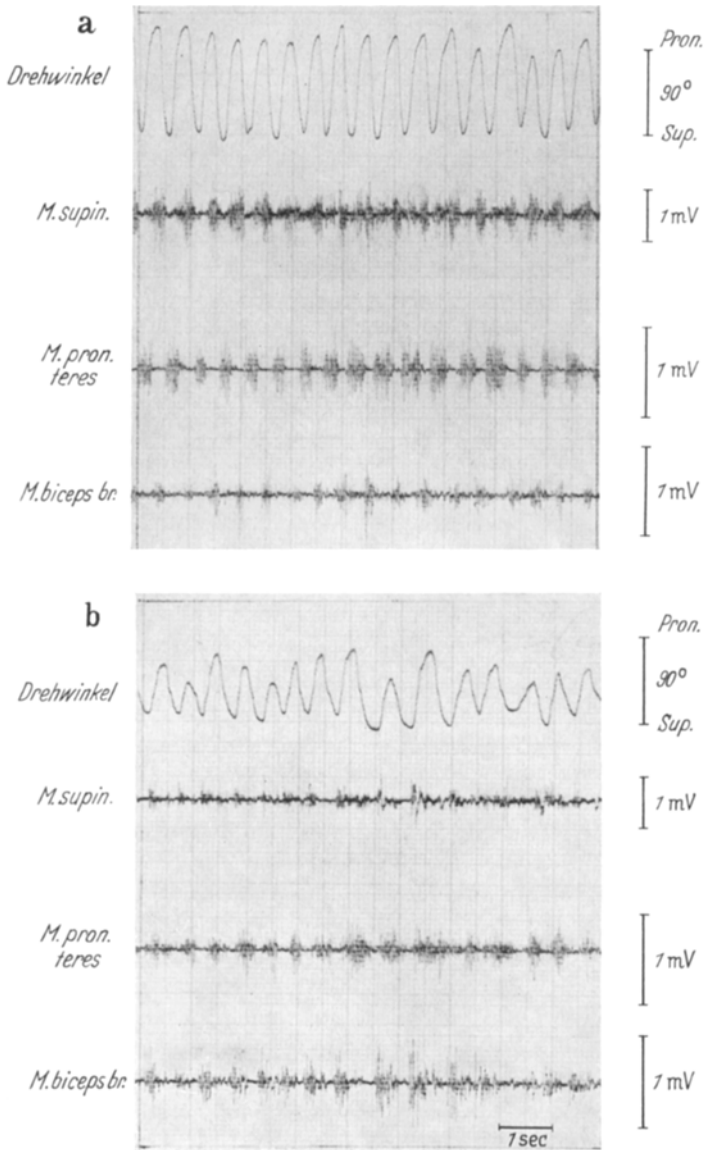 a
Pron.
Drehwinkel
90°
Sup.
M. supin.
1 mV
M. pron.
teres
1 mV
M. biceps br.
1 mV
b
Pron.
Drehwinkel
90°
Sup.
M. supin.
1 mV
M. pron.
teres
1 mV
M. biceps br.
1 mV
1 sec